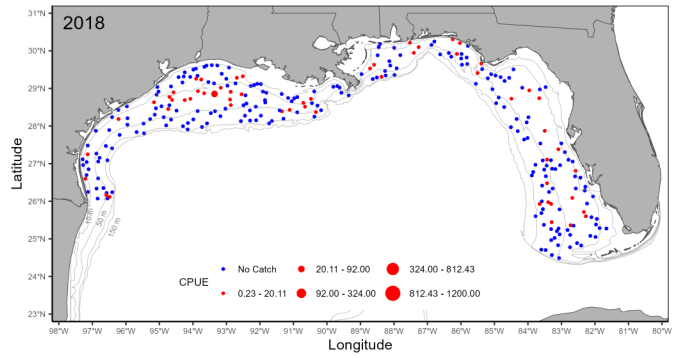 2018
31°N
30°N
29°N
28°N
27°N
26°N
25°N
24°N
23°N
Latitude
10 m
50 m
150 m
CPUE
No Catch
20.11 - 92.00
324.00 - 812.43
0.23 - 20.11
92.00 - 324.00
812.43 - 1200.00
98°W 97°W 96°W 95°W 94°W 93°W 92°W 91°W 90°W 89°W 88°W 87°W 86°W 85°W 84°W 83°W 82°W 81°W 80°W
Longitude